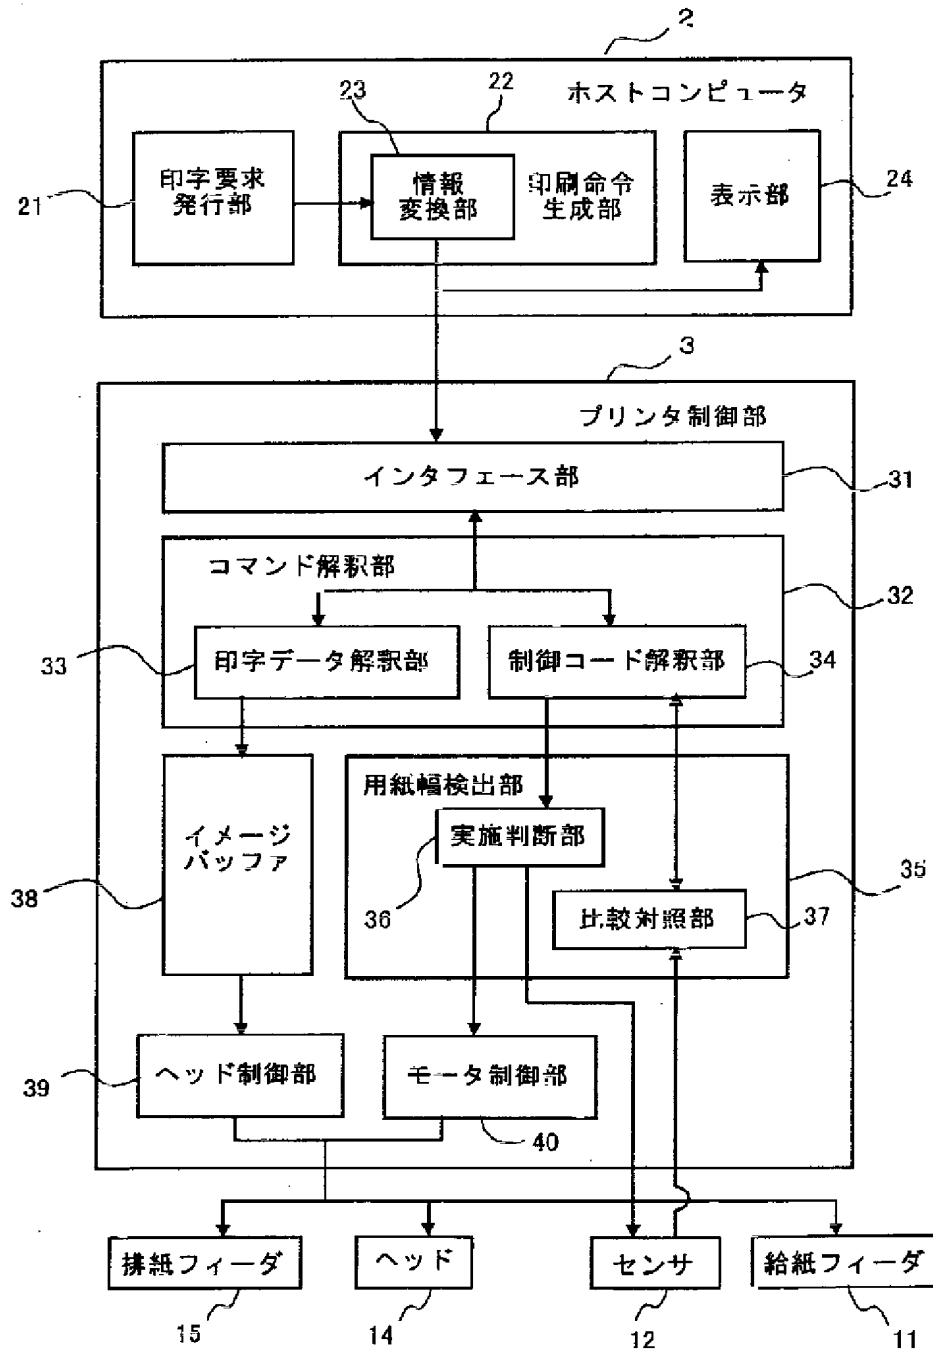 2
ホストコンピュータ
23
22
21
印字要求
発行部
情報
変換部
印刷命令
生成部
表示部
24
3
プリンタ制御部
インタフェース部
31
コマンド解釈部
32
33
印字データ解釈部
制御コード解釈部
34
用紙幅検出部
イメージ
バッファ
実施判断部
35
38
36
比較対照部
37
39
ヘッド制御部
モータ制御部
40
排紙フィーダ
ヘッド
センサ
給紙フィーダ
15
14
12
11